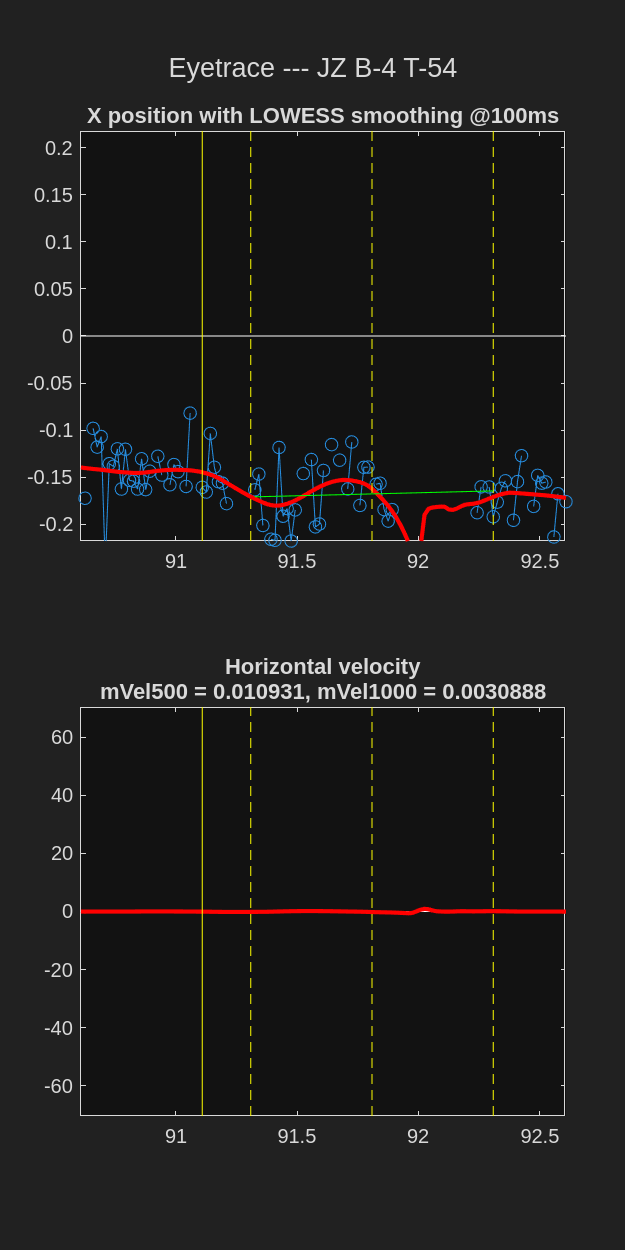 Eyetrace --- JZ B-4 T-54
X position with LOWESS smoothing @100ms
0.2
0.15
0.1
0.05
0
-0.05
-0.1
-0.15
-0.2
91 91.5 92 92.5
Horizontal velocity
mVel500 = 0.010931, mVel1000 = 0.0030888
60
40
20
0
-20
-40
-60
91 91.5 92 92.5